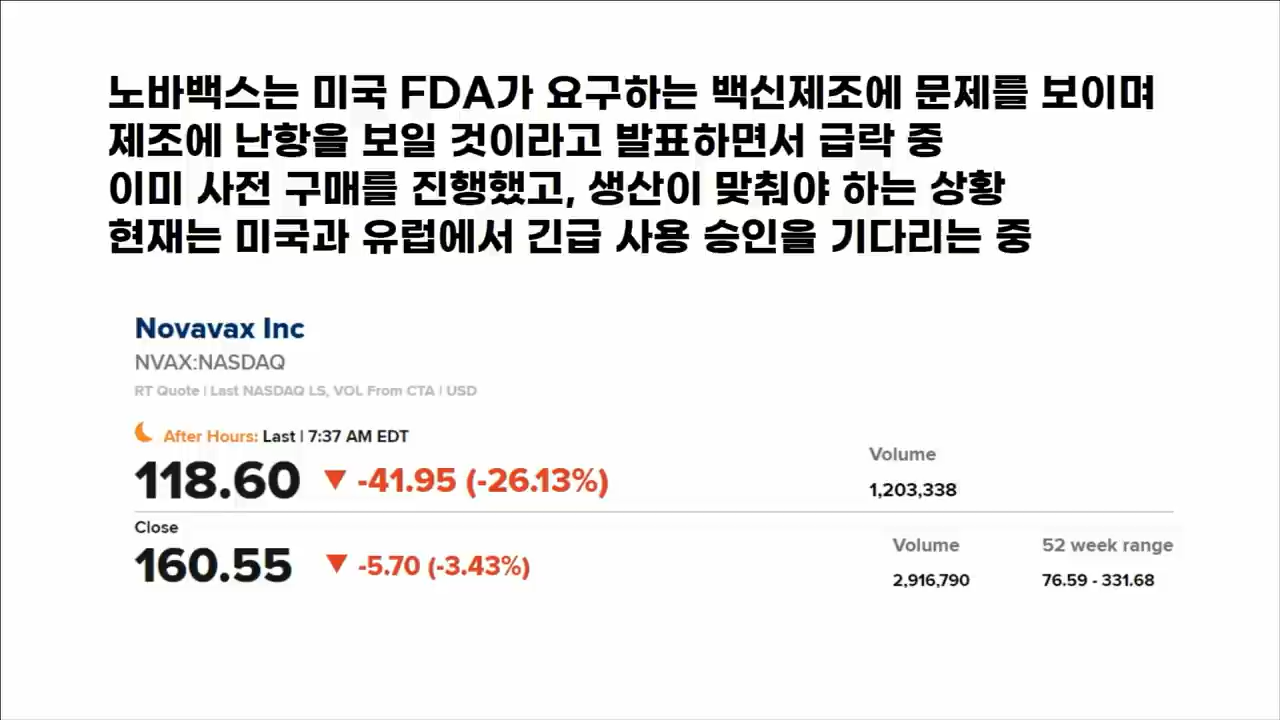 노바백스는 미국 FDA가 요구하는 백신제조에 문제를 보이며
제조에 난항을 보일 것이라고 발표하면서 급락 중
이미 사전 구매를 진행했고, 생산이 맞춰야 하는 상황
현재는 미국과 유럽에서 긴급 사용 승인을 기다리는 중
Novavax Inc
NVAX:NASDAQ
RT Quote | Last NASDAQ LS, VOL From CTA | USD
After Hours: Last | 7:37 AM EDT
118.60 ▼ -41.95 (-26.13%)
Volume
1,203,338
Close
160.55 ▼ -5.70 (-3.43%)
Volume 52 week range
2,916,790 76.59 - 331.68